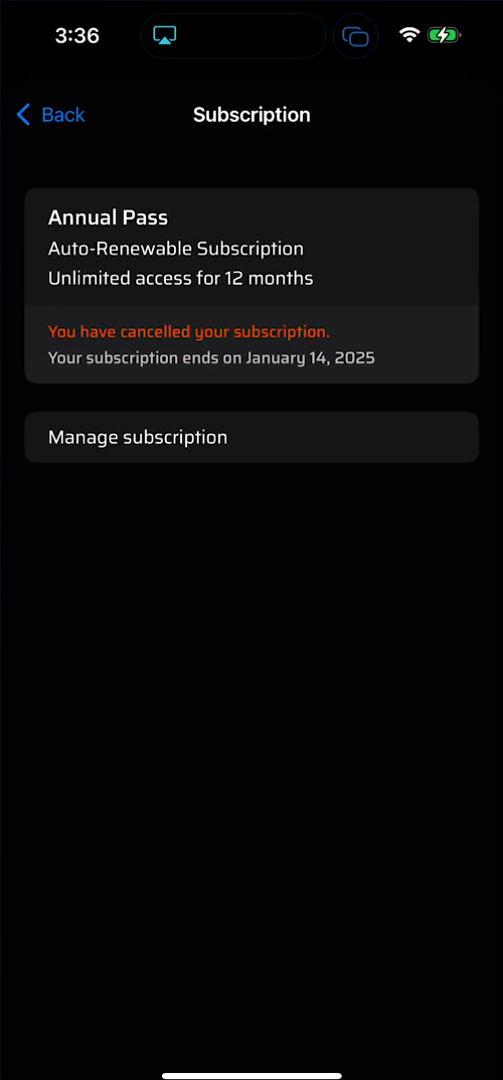 3:36
Back
Subscription
Annual Pass
Auto-Renewable Subscription
Unlimited access for 12 months
You have cancelled your subscription.
Your subscription ends on January 14, 2025
Manage subscription